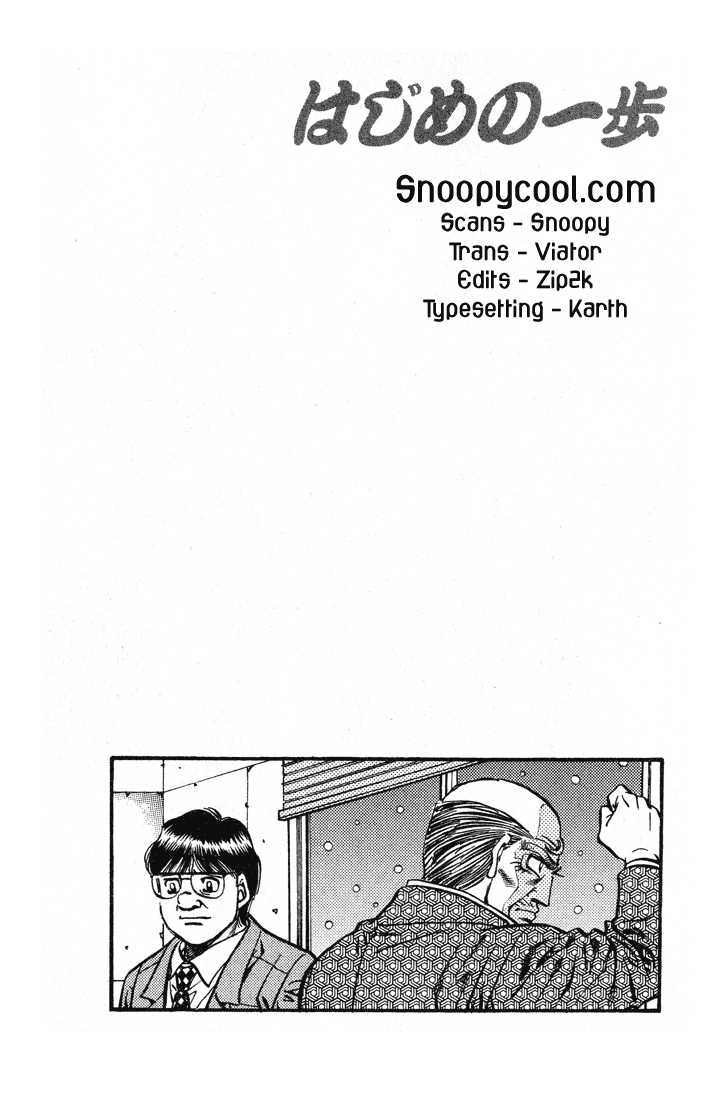 はじめの一歩
Snoopycool.com
Scans - Snoopy
Trans - Viator
Edits - Zip2k
Typesetting - Karth